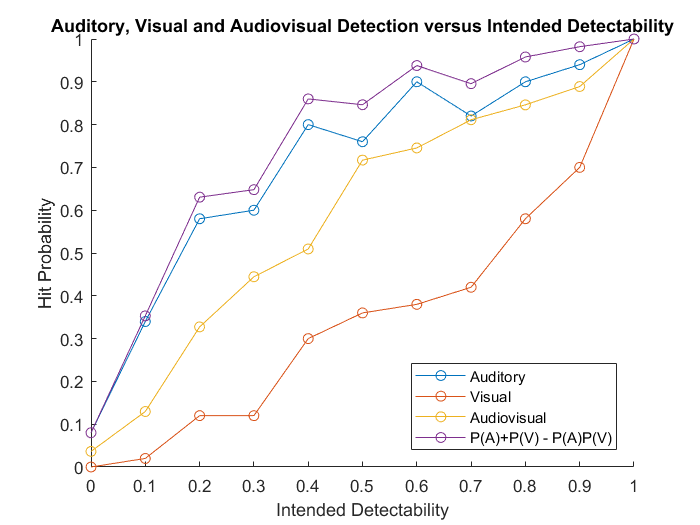 Auditory, Visual and Audiovisual Detection versus Intended Detectability
1
0.9
0.8
0.7
0.6
0.5
0.4
0.3
0.2
0.1
0
Hit Probability
0 0.1 0.2 0.3 0.4 0.5 0.6 0.7 0.8 0.9 1
Intended Detectability
Auditory
Visual
Audiovisual
P(A)+P(V) - P(A)P(V)